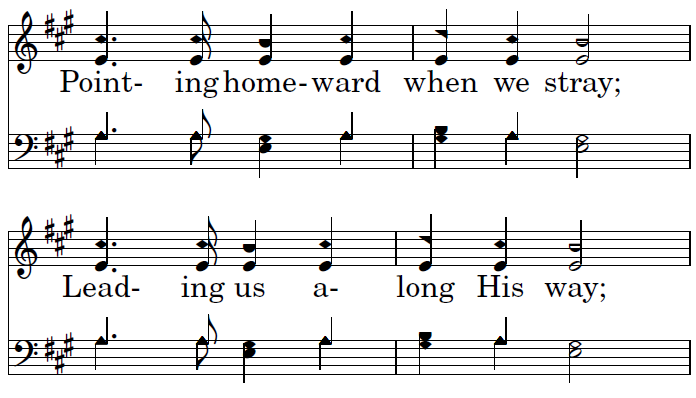 Point- ing home-ward when we stray;
Lead- ing us a- long His way;